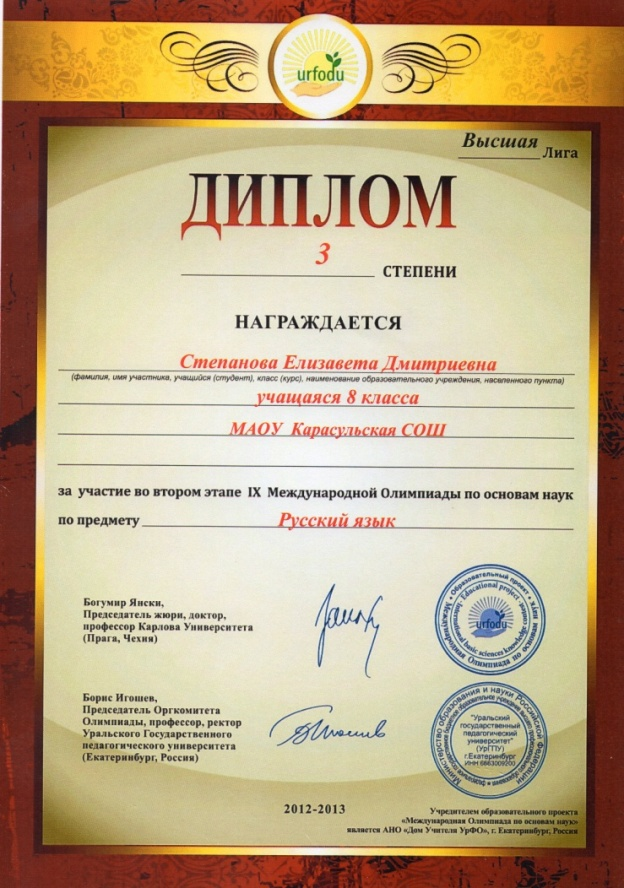 urfodu
Высшая
Лига
ДИПЛОМ
3
СТЕПЕНИ
НАГРАЖДАЕТСЯ
Степанова Елизавета Дмитриевна
(фамилия, имя участника, учащийся (студент), класс (курс), наименование образовательного учреждения, населенного пункта)
учащаяся 8 класса
МАОУ Карасульская СОШ
за участие во втором этапе IX Международной Олимпиады по основам наук
по предмету Русский язык
Богумир Янски,
Председатель жюри, доктор,
профессор Карлова Университета
(Прага, Чехия)
• Образовательный проект •
Международная Олимпиада по основам наук
Educational project
International basic sciences knowledge contest
urfodu
Борис Игошев,
Председатель Оргкомитета
Олимпиады, профессор, ректор
Уральского Государственного
педагогического университета
(Екатеринбург, Россия)
Министерство образования и науки Российской Федерации
"Уральский
государственный
педагогический
университет"
(УрГПУ)
г.Екатеринбург
2012-2013
Учредителем образовательного проекта
«Международная Олимпиада по основам наук»
является АНО «Дом Учителя УрФО», г. Екатеринбург, Россия